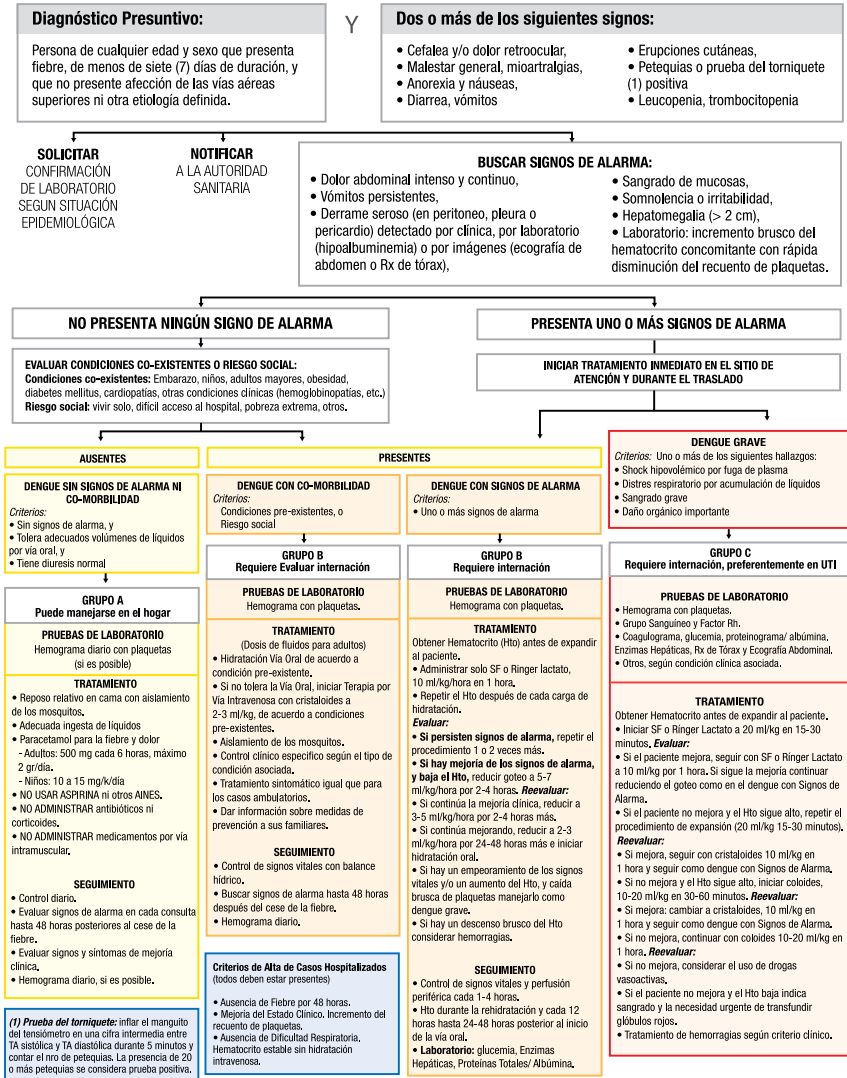 Diagnóstico Presuntivo:
Persona de cualquier edad y sexo que presenta
fiebre, de menos de siete (7) días de duración, y
que no presente afección de las vías aéreas
superiores ni otra etiología definida.
Y
Dos o más de los siguientes signos:
• Cefalea y/o dolor retroocular,
• Malestar general, mioartralgias,
• Anorexia y náuseas,
• Diarrea, vómitos
• Erupciones cutáneas,
• Petequias o prueba del torniquete
(1) positiva
• Leucopenia, trombocitopenia
SOLICITAR
CONFIRMACIÓN
DE LABORATORIO
SEGUN SITUACIÓN
EPIDEMIOLÓGICA
NOTIFICAR
A LA AUTORIDAD
SANITARIA
BUSCAR SIGNOS DE ALARMA:
• Dolor abdominal intenso y continuo,
• Vómitos persistentes,
• Derrame seroso (en peritoneo, pleura o
pericardio) detectado por clínica, por laboratorio
(hipoalbuminemia) o por imágenes (ecografía de
abdomen o Rx de tórax),
• Sangrado de mucosas,
• Somnolencia o irritabilidad,
• Hepatomegalia (> 2 cm),
• Laboratorio: incremento brusco del
hematocrito concomitante con rápida
disminución del recuento de plaquetas.
NO PRESENTA NINGÚN SIGNO DE ALARMA
EVALUAR CONDICIONES CO-EXISTENTES O RIESGO SOCIAL:
Condiciones co-existentes: Embarazo, niños, adultos mayores, obesidad,
diabetes mellitus, cardiopatías, otras condiciones clínicas (hemoglobinopatías, etc.)
Riesgo social: vivir solo, difícil acceso al hospital, pobreza extrema, otros.
PRESENTA UNO O MÁS SIGNOS DE ALARMA
INICIAR TRATAMIENTO INMEDIATO EN EL SITIO DE
ATENCIÓN Y DURANTE EL TRASLADO
AUSENTES
DENGUE SIN SIGNOS DE ALARMA NI
CO-MORBILIDAD
Criterios:
• Sin signos de alarma, y
• Tolera adecuados volúmenes de líquidos
por vía oral, y
• Tiene diuresis normal
GRUPO A
Puede manejarse en el hogar
PRUEBAS DE LABORATORIO
Hemograma diario con plaquetas
(si es posible)
TRATAMIENTO
• Reposo relativo en cama con aislamiento
de los mosquitos.
• Adecuada ingesta de líquidos
• Paracetamol para la fiebre y dolor
- Adultos: 500 mg cada 6 horas, máximo
2 gr/día.
- Niños: 10 a 15 mg/k/día
• NO USAR ASPIRINA ni otros AINES.
• NO ADMINISTRAR antibióticos ni
corticoides.
• NO ADMINISTRAR medicamentos por vía
intramuscular.
SEGUIMIENTO
• Control diario.
• Evaluar signos de alarma en cada consulta
hasta 48 horas posteriores al cese de la
fiebre.
• Evaluar signos y síntomas de mejoría
clínica.
• Hemograma diario, si es posible.
(1) Prueba del torniquete: inflar el manguito
del tensiómetro en una cifra intermedia entre
TA sistólica y TA diastólica durante 5 minutos y
contar el nro de petequias. La presencia de 20
o más petequias se considera prueba positiva.
PRESENTES
DENGUE CON CO-MORBILIDAD
Criterios:
Condiciones pre-existentes, o
Riesgo social
GRUPO B
Requiere Evaluar internación
PRUEBAS DE LABORATORIO
Hemograma con plaquetas.
TRATAMIENTO
(Dosis de fluidos para adultos)
• Hidratación Vía Oral de acuerdo a
condición pre-existente.
• Si no tolera la Vía Oral, iniciar Terapia por
Vía Intravenosa con cristaloides a
2-3 ml/kg, de acuerdo a condiciones
pre-existentes.
• Aislamiento de los mosquitos.
• Control clínico especifico según el tipo de
condición asociada.
• Tratamiento sintomático igual que para
los casos ambulatorios.
• Dar información sobre medidas de
prevención a sus familiares.
SEGUIMIENTO
• Control de signos vitales con balance
hídrico.
• Buscar signos de alarma hasta 48 horas
después del cese de la fiebre.
• Hemograma diario.
Criterios de Alta de Casos Hospitalizados
(todos deben estar presentes)
• Ausencia de Fiebre por 48 horas.
• Mejoría del Estado Clínico. Incremento del
recuento de plaquetas.
• Ausencia de Dificultad Respiratoria.
Hematocrito estable sin hidratación
intravenosa.
DENGUE CON SIGNOS DE ALARMA
Criterios:
• Uno o más signos de alarma
GRUPO B
Requiere internación
PRUEBAS DE LABORATORIO
Hemograma con plaquetas.
TRATAMIENTO
Obtener Hematocrito (Hto) antes de expandir
al paciente.
• Administrar solo SF o Ringer lactato,
10 ml/kg/hora en 1 hora.
• Repetir el Hto después de cada carga de
hidratación.
Evaluar:
• Si persisten signos de alarma, repetir el
procedimiento 1 o 2 veces más.
• Si hay mejoría de los signos de alarma,
y baja el Hto, reducir goteo a 5-7
ml/kg/hora por 2-4 horas. Reevaluar:
• Si continúa la mejoría clínica, reducir a
3-5 ml/kg/hora por 2-4 horas más.
• Si continúa mejorando, reducir a 2-3
ml/kg/hora por 24-48 horas más e iniciar
hidratación oral.
• Si hay un empeoramiento de los signos
vitales y/o un aumento del Hto, y caída
brusca de plaquetas manejarlo como
dengue grave.
• Si hay un descenso brusco del Hto
considerar hemorragias.
SEGUIMIENTO
• Control de signos vitales y perfusión
periférica cada 1-4 horas.
• Hto durante la rehidratación y cada 12
horas hasta 24-48 horas posterior al inicio
de la vía oral.
• Laboratorio: glucemia, Enzimas
Hepáticas, Proteínas Totales/ Albúmina.
DENGUE GRAVE
Criterios: Uno o más de los siguientes hallazgos:
• Shock hipovolémico por fuga de plasma
• Distres respiratorio por acumulación de líquidos
• Sangrado grave
• Daño orgánico importante
GRUPO C
Requiere internación, preferentemente en UTI
PRUEBAS DE LABORATORIO
• Hemograma con plaquetas.
• Grupo Sanguíneo y Factor Rh.
• Coagulograma, glucemia, proteinograma/ albúmina.
Enzimas Hepáticas, Rx de Tórax y Ecografía Abdominal.
• Otros, según condición clínica asociada.
TRATAMIENTO
Obtener Hematocrito antes de expandir al paciente.
• Iniciar SF o Ringer Lactato a 20 ml/kg en 15-30
minutos. Evaluar:
• Si el paciente mejora, seguir con SF o Ringer Lactato
a 10 ml/kg por 1 hora. Si sigue la mejoría continuar
reduciendo el goteo como en el dengue con Signos de
Alarma.
• Si el paciente no mejora y el Hto sigue alto, repetir el
procedimiento de expansión (20 ml/kg 15-30 minutos).
Reevaluar:
• Si mejora, seguir con cristaloides 10 ml/kg en
1 hora y seguir como dengue con Signos de Alarma.
• Si no mejora y el Hto sigue alto, iniciar coloides,
10-20 ml/kg en 30-60 minutos. Reevaluar:
• Si mejora: cambiar a cristaloides, 10 ml/kg en
1 hora y seguir como dengue con Signos de Alarma.
• Si no mejora, continuar con coloides 10-20 ml/kg en
1 hora. Reevaluar:
• Si no mejora, considerar el uso de drogas
vasoactivas.
• Si el paciente no mejora y el Hto baja indica
sangrado y la necesidad urgente de transfundir
glóbulos rojos.
• Tratamiento de hemorragias según criterio clínico.